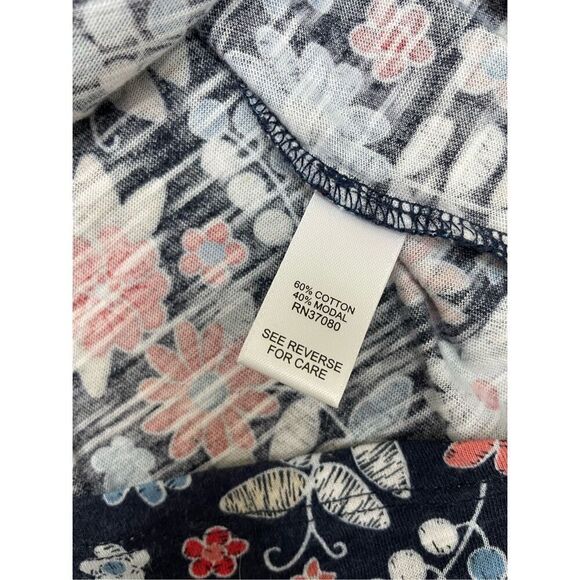 60% COTTON
40% MODAL
RN37080
SEE REVERSE
FOR CARE